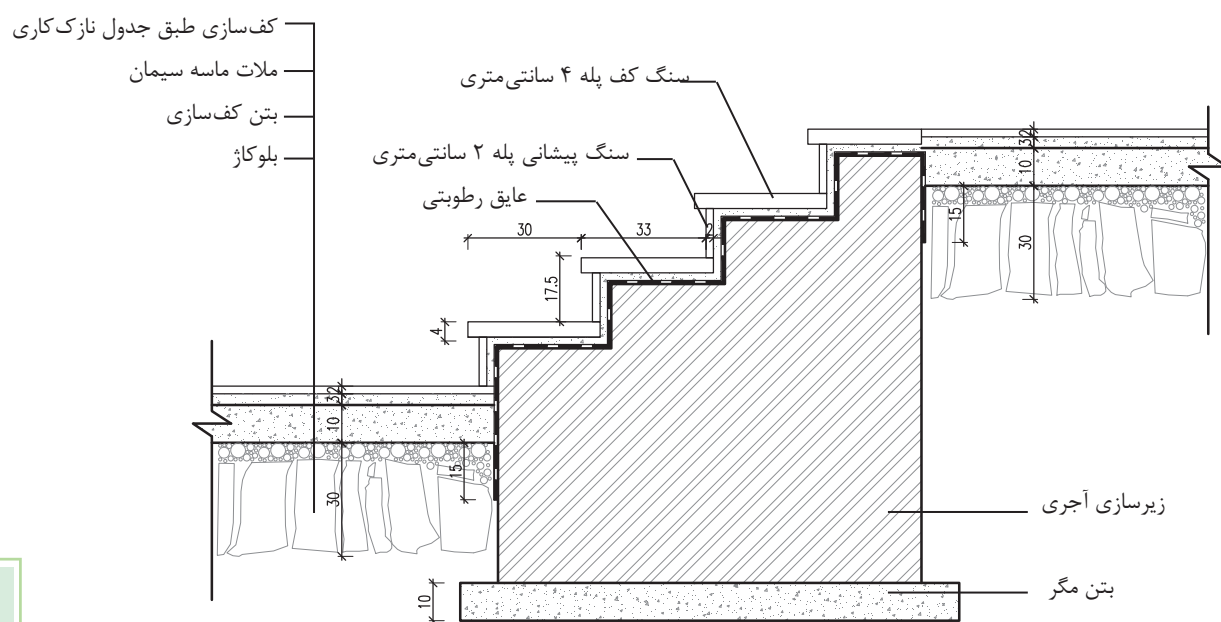 کف‌سازی طبق جدول نازک‌کاری
ملات ماسه سیمان
بتن کف‌سازی
بلوکاژ
سنگ کف پله ۴ سانتی‌متری
سنگ پیشانی پله ۲ سانتی‌متری
عایق رطوبتی
30
33
2
17.5
4
32
10
15
30
32
10
15
30
زیرسازی آجری
بتن مگر
10